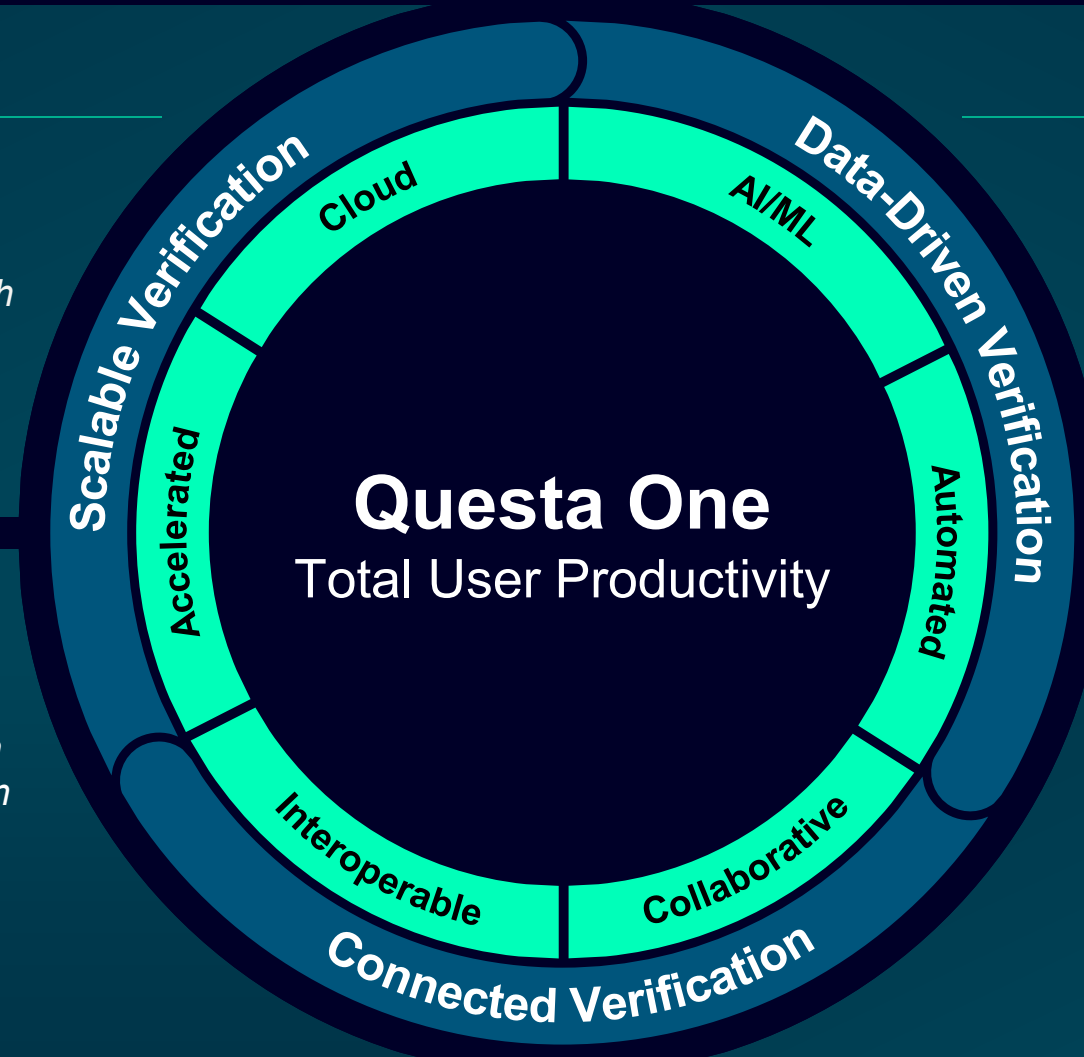 Scalable Verification
Data-Driven Verification
Cloud
AI/ML
Accelerated
Automated
Questa One
Total User Productivity
Interoperable
Collaborative
Connected Verification